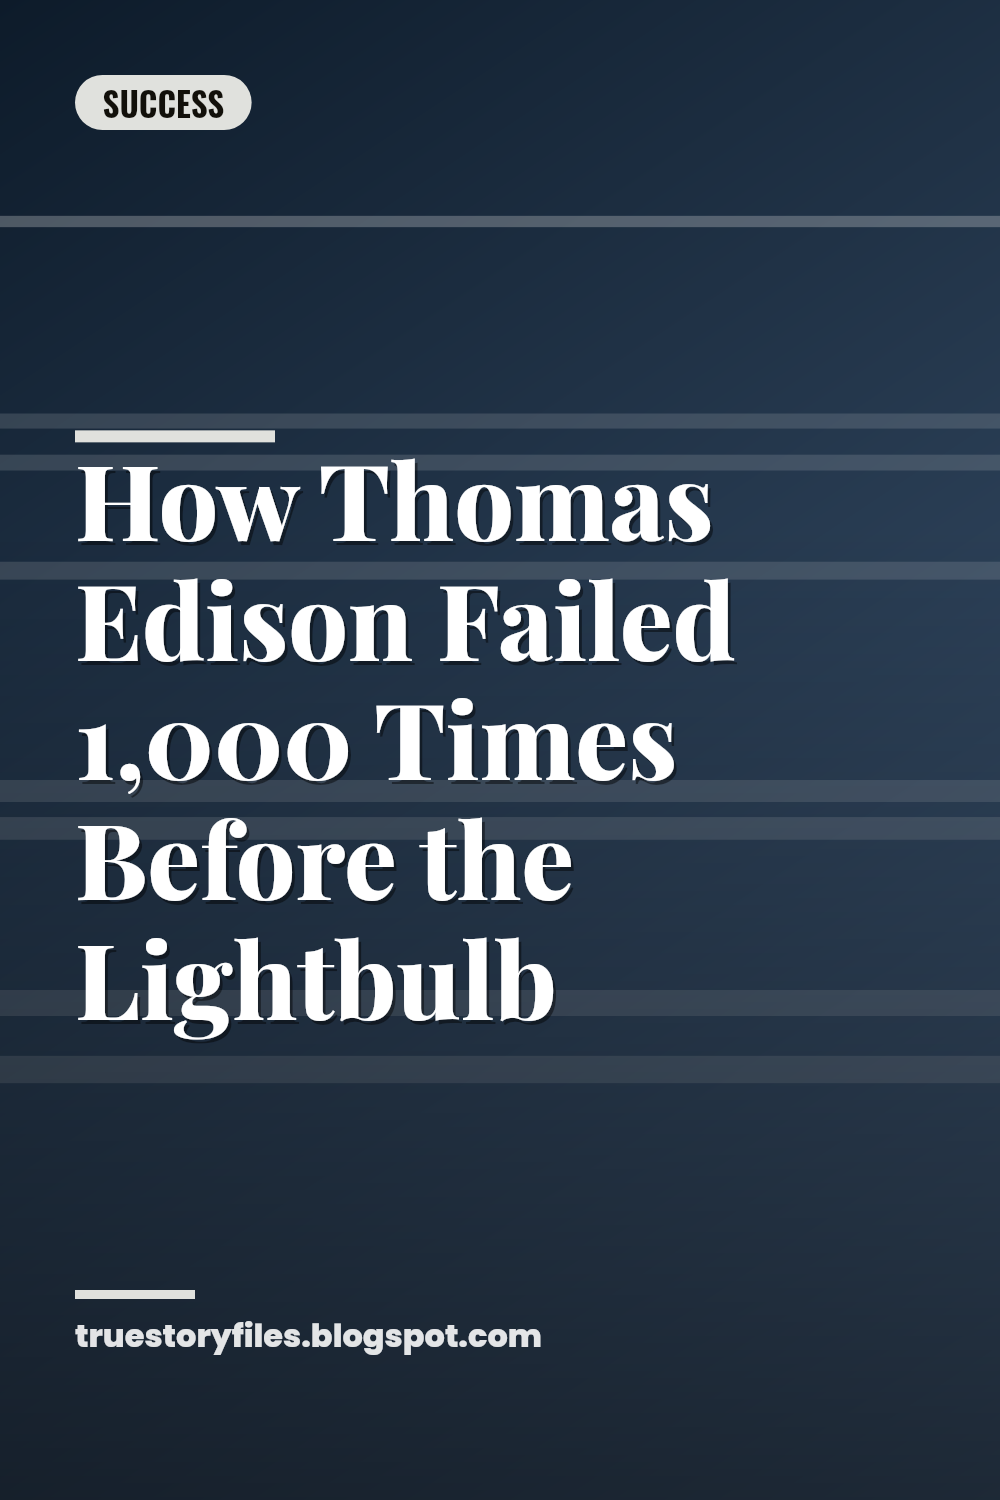 SUCCESS
How Thomas
Edison Failed
1,000 Times
Before the
Lightbulb
truestoryfiles.blogspot.com